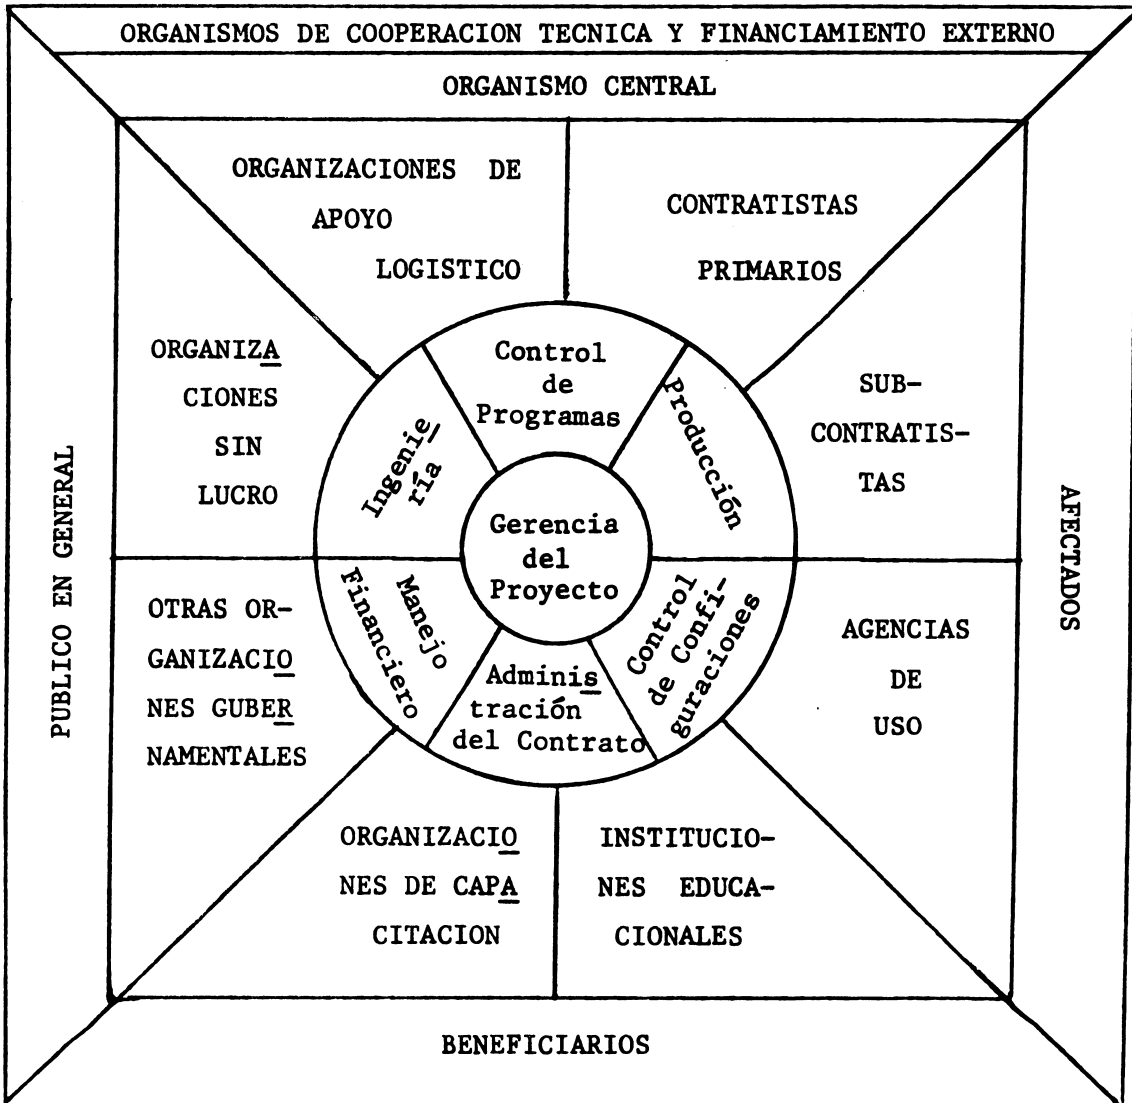 ORGANISMOS DE COOPERACION TECNICA Y FINANCIAMIENTO EXTERNO
ORGANISMO CENTRAL
ORGANIZACIONES DE
APOYO
LOGISTICO
CONTRATISTAS
PRIMARIOS
ORGANIZA
CIONES
SIN
LUCRO
SUB-
CONTRATIS-
TAS
Control
de
Programas
Producción
Ingenie
ría
Gerencia
del
Proyecto
Manejo
Financiero
Adminis
tración
del Contrato
Control
de Confi-
guraciones
PUBLICO EN GENERAL
AFECTADOS
OTRAS OR-
GANIZACIO
NES GUBER
NAMENTALES
AGENCIAS
DE
USO
ORGANIZACIO
NES DE CAPA
CITACION
INSTITUCIO-
NES EDUCA-
CIONALES
BENEFICIARIOS